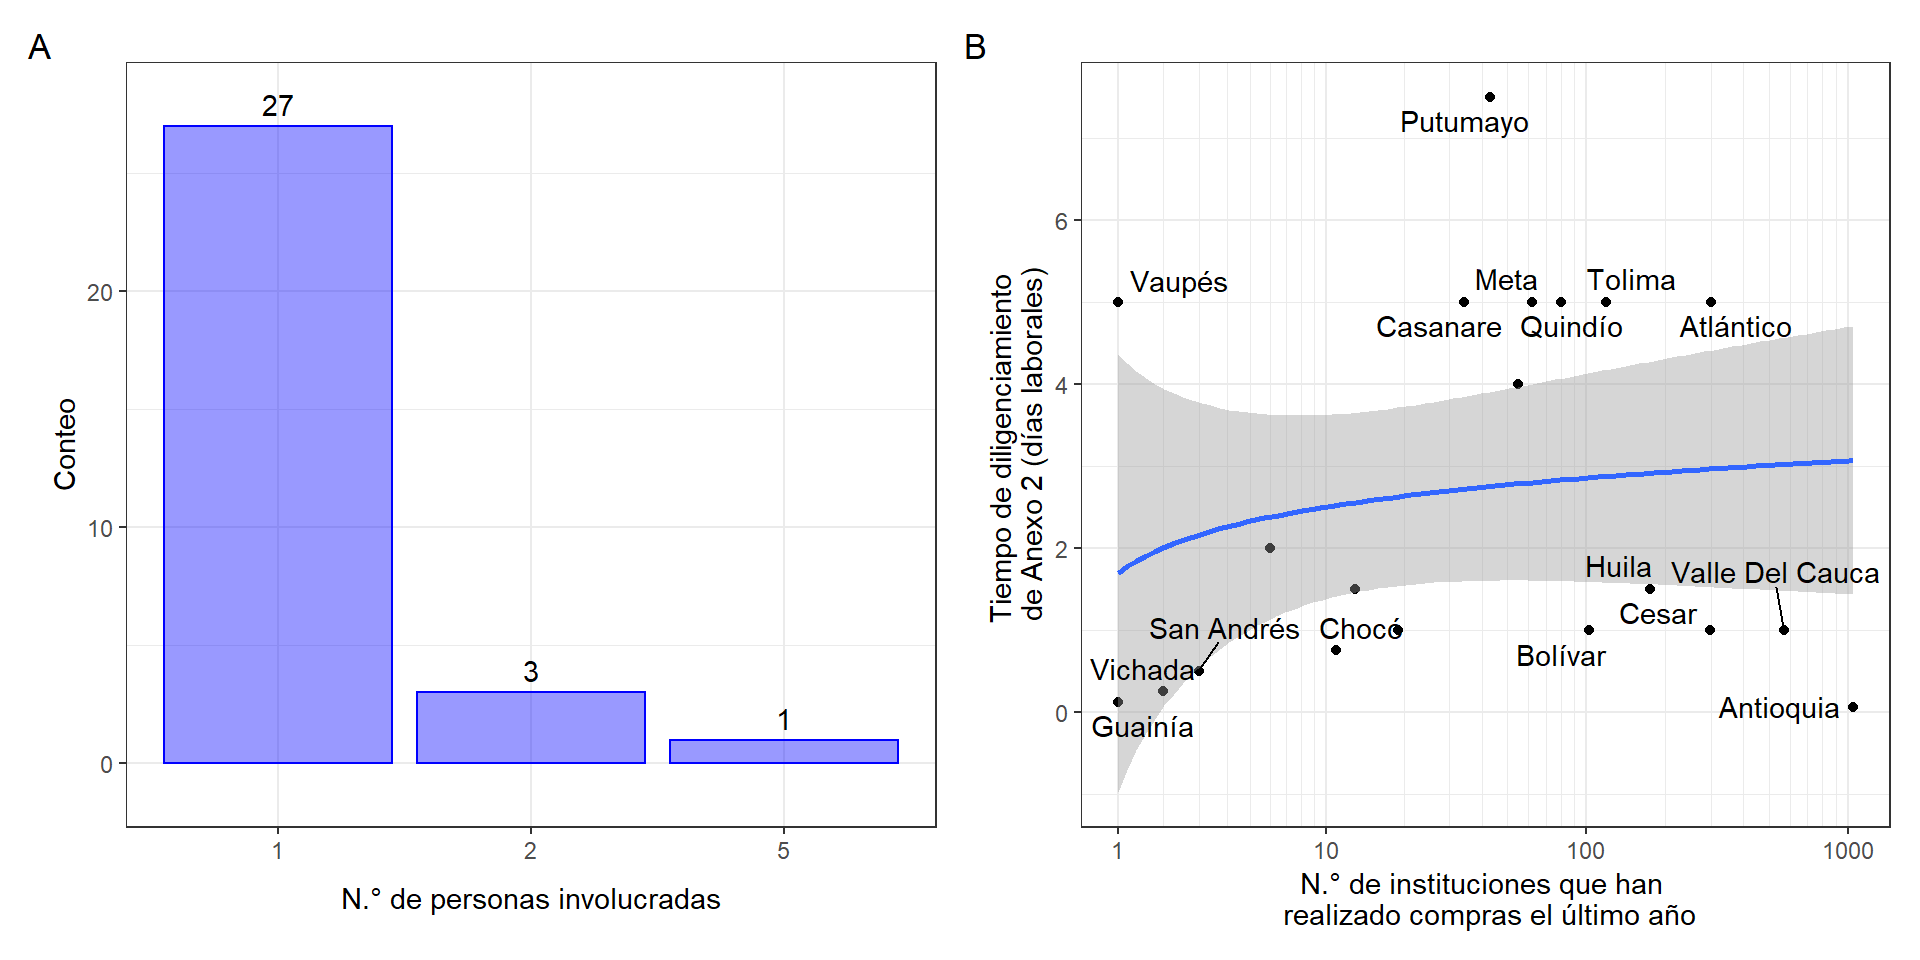 A
27
3
1
20
10
0
Conteo
1
2
5
N.° de personas involucradas
B
Putumayo
Vaupés
Meta
Tolima
Casanare
Quindío
Atlántico
Huila
Valle Del Cauca
Cesar
San Andrés
Chocó
Bolívar
Vichada
Guainía
Antioquia
6
4
2
0
Tiempo de diligenciamiento
de Anexo 2 (días laborales)
1
10
100
1000
N.° de instituciones que han
realizado compras el último año